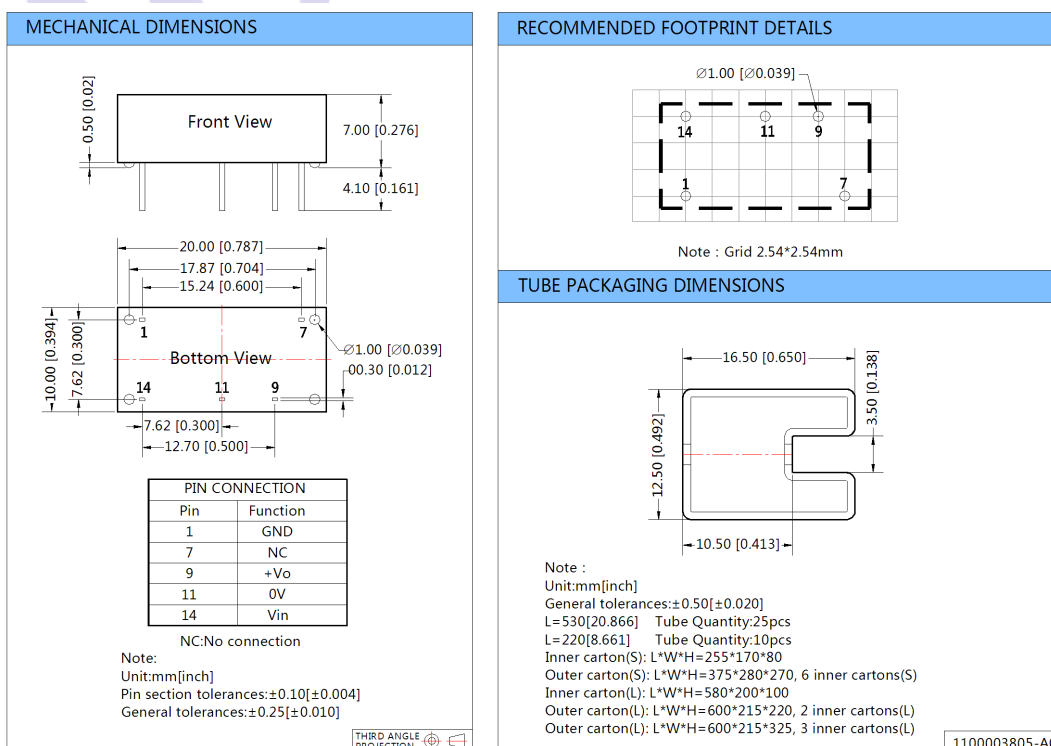 MECHANICAL DIMENSIONS
0.50 [0.02]
Front View
7.00 [0.276]
4.10 [0.161]
20.00 [0.787]
17.87 [0.704]
15.24 [0.600]
10.00 [0.394]
7.62 [0.300]
1
7
Bottom View
∅1.00 [∅0.039]
00.30 [0.012]
14
11
9
7.62 [0.300]
12.70 [0.500]
PIN CONNECTION
Pin Function
1 GND
7 NC
9 +Vo
11 0V
14 Vin
NC:No connection
Note:
Unit:mm[inch]
Pin section tolerances:±0.10[±0.004]
General tolerances:±0.25[±0.010]
THIRD ANGLE
PROJECTION
RECOMMENDED FOOTPRINT DETAILS
∅1.00 [∅0.039]
14
11
9
1
7
Note : Grid 2.54*2.54mm
TUBE PACKAGING DIMENSIONS
16.50 [0.650]
3.50 [0.138]
12.50 [0.492]
10.50 [0.413]
Note :
Unit:mm[inch]
General tolerances:±0.50[±0.020]
L=530[20.866] Tube Quantity:25pcs
L=220[8.661] Tube Quantity:10pcs
Inner carton(S): L*W*H=255*170*80
Outer carton(S): L*W*H=375*280*270, 6 inner cartons(S)
Inner carton(L): L*W*H=580*200*100
Outer carton(L): L*W*H=600*215*220, 2 inner cartons(L)
Outer carton(L): L*W*H=600*215*325, 3 inner cartons(L)